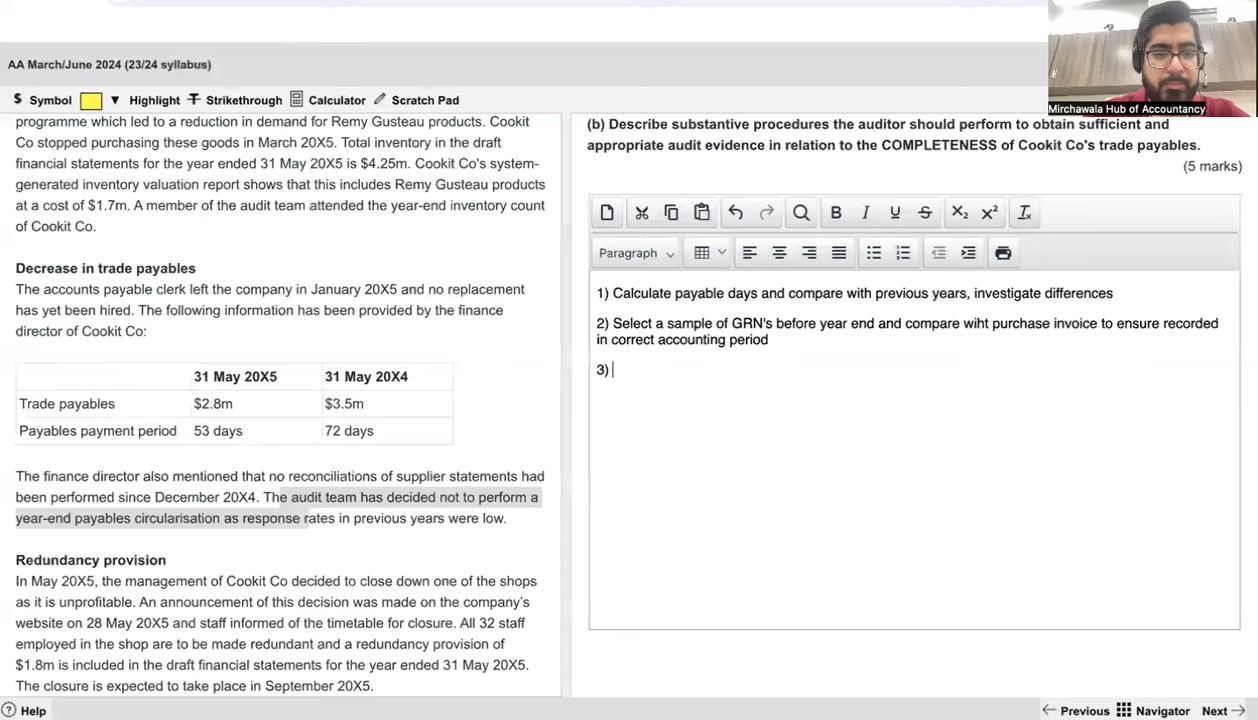 AA March/June 2024 (23/24 syllabus)
$ Symbol Highlight T Strikethrough Calculator Scratch Pad
Mirchawala Hub of Accountancy
programme which led to a reduction in demand for Remy Gusteau products. Cookit
Co stopped purchasing these goods in March 20X5. Total inventory in the draft
financial statements for the year ended 31 May 20X5 is $4.25m. Cookit Co's system-
generated inventory valuation report shows that this includes Remy Gusteau products
at a cost of $1.7m. A member of the audit team attended the year-end inventory count
of Cookit Co.
Decrease in trade payables
The accounts payable clerk left the company in January 20X5 and no replacement
has yet been hired. The following information has been provided by the finance
director of Cookit Co:
31 May 20X5 31 May 20X4
Trade payables $2.8m $3.5m
Payables payment period 53 days 72 days
The finance director also mentioned that no reconciliations of supplier statements had
been performed since December 20X4. The audit team has decided not to perform a
year-end payables circularisation as response rates in previous years were low.
Redundancy provision
In May 20X5, the management of Cookit Co decided to close down one of the shops
as it is unprofitable. An announcement of this decision was made on the company's
website on 28 May 20X5 and staff informed of the timetable for closure. All 32 staff
employed in the shop are to be made redundant and a redundancy provision of
$1.8m is included in the draft financial statements for the year ended 31 May 20X5.
The closure is expected to take place in September 20X5.
(b) Describe substantive procedures the auditor should perform to obtain sufficient and
appropriate audit evidence in relation to the COMPLETENESS of Cookit Co's trade payables.
(5 marks)
B I U S X₂ X² Tx
Paragraph
1) Calculate payable days and compare with previous years, investigate differences
2) Select a sample of GRN's before year end and compare wiht purchase invoice to ensure recorded
in correct accounting period
3)
? Help
Previous Navigator Next